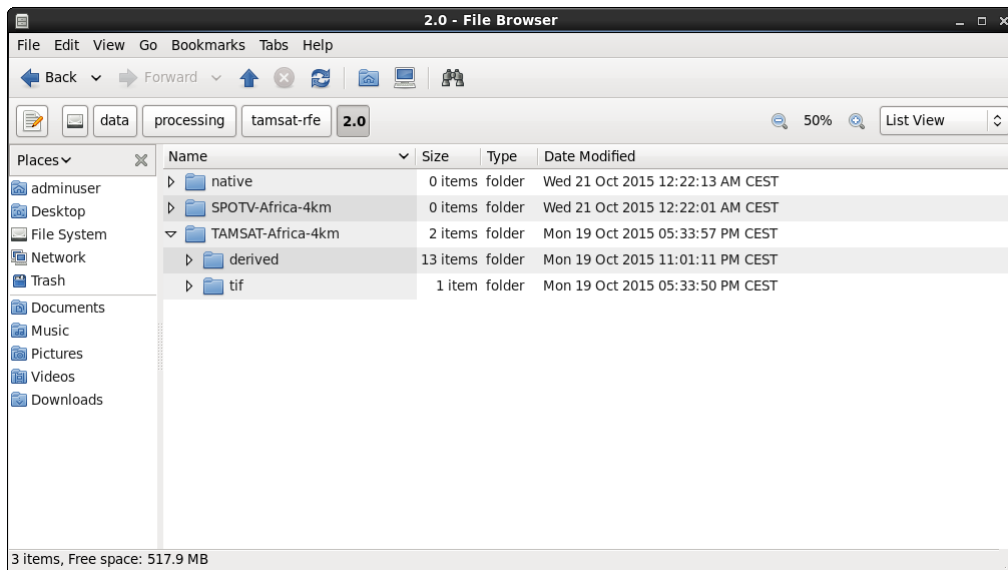 2.0 - File Browser
File Edit View Go Bookmarks Tabs Help
Back Forward
data processing tamsat-rfe 2.0 50% List View
Places Name Size Type Date Modified
adminuser native 0 items folder Wed 21 Oct 2015 12:22:13 AM CEST
Desktop SPOTV-Africa-4km 0 items folder Wed 21 Oct 2015 12:22:01 AM CEST
File System TAMSAT-Africa-4km 2 items folder Mon 19 Oct 2015 05:33:57 PM CEST
Network derived 13 items folder Mon 19 Oct 2015 11:01:11 PM CEST
Trash tif 1 item folder Mon 19 Oct 2015 05:33:50 PM CEST
Documents
Music
Pictures
Videos
Downloads
3 items, Free space: 517.9 MB